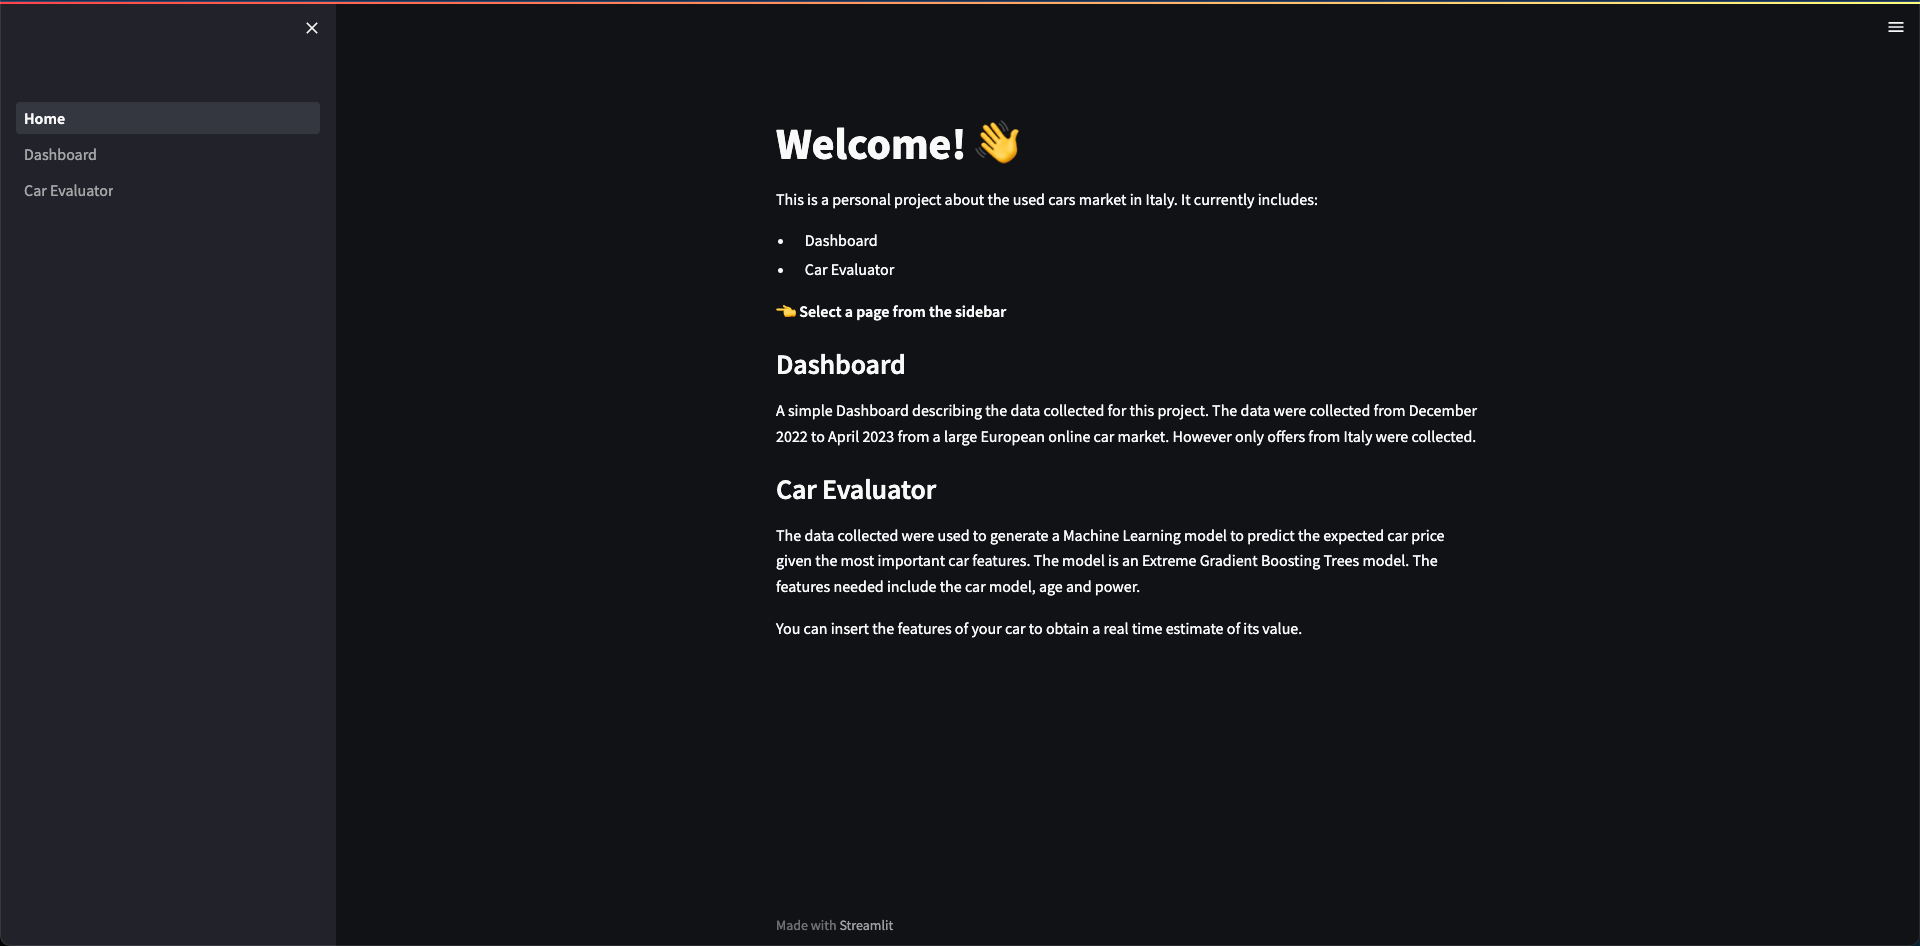 Home
Dashboard
Car Evaluator
Welcome! 👋
This is a personal project about the used cars market in Italy. It currently includes:
• Dashboard
• Car Evaluator
👈 Select a page from the sidebar
Dashboard
A simple Dashboard describing the data collected for this project. The data were collected from December
2022 to April 2023 from a large European online car market. However only offers from Italy were collected.
Car Evaluator
The data collected were used to generate a Machine Learning model to predict the expected car price
given the most important car features. The model is an Extreme Gradient Boosting Trees model. The
features needed include the car model, age and power.
You can insert the features of your car to obtain a real time estimate of its value.
Made with Streamlit